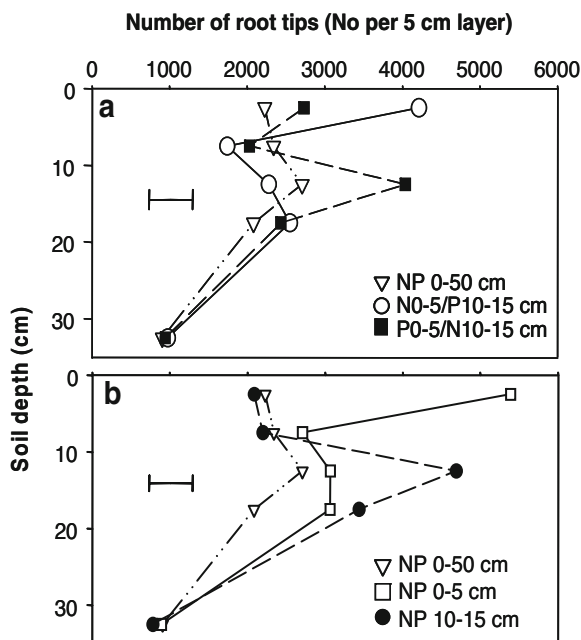 Number of root tips (No per 5 cm layer)
0 1000 2000 3000 4000 5000 6000
0
a
10
20
30
NP 0-50 cm
N0-5/P10-15 cm
P0-5/N10-15 cm
Soil depth (cm)
0
b
10
20
30
NP 0-50 cm
NP 0-5 cm
NP 10-15 cm